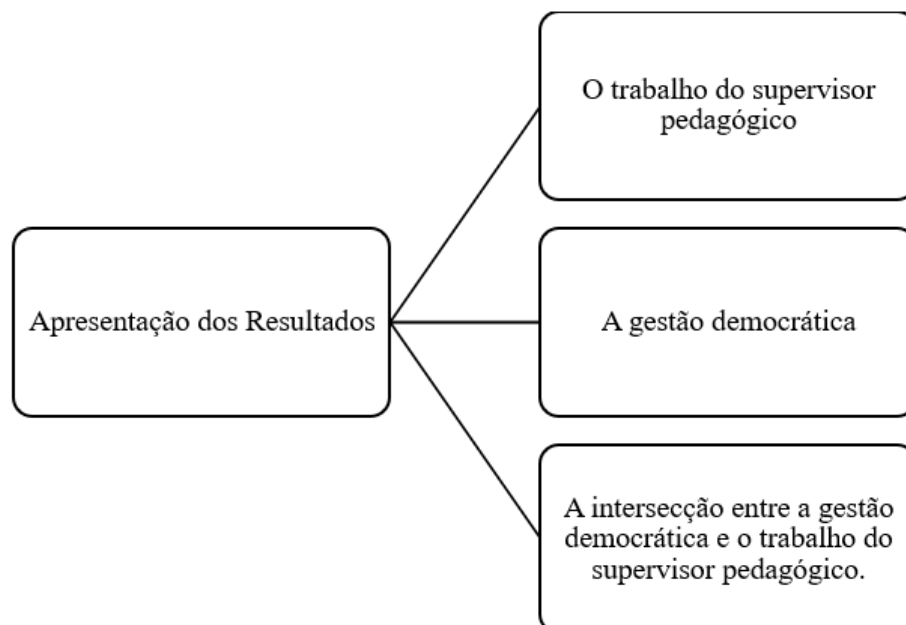 O trabalho do supervisor
pedagógico
Apresentação dos Resultados
A gestão democrática
A intersecção entre a gestão
democrática e o trabalho do
supervisor pedagógico.